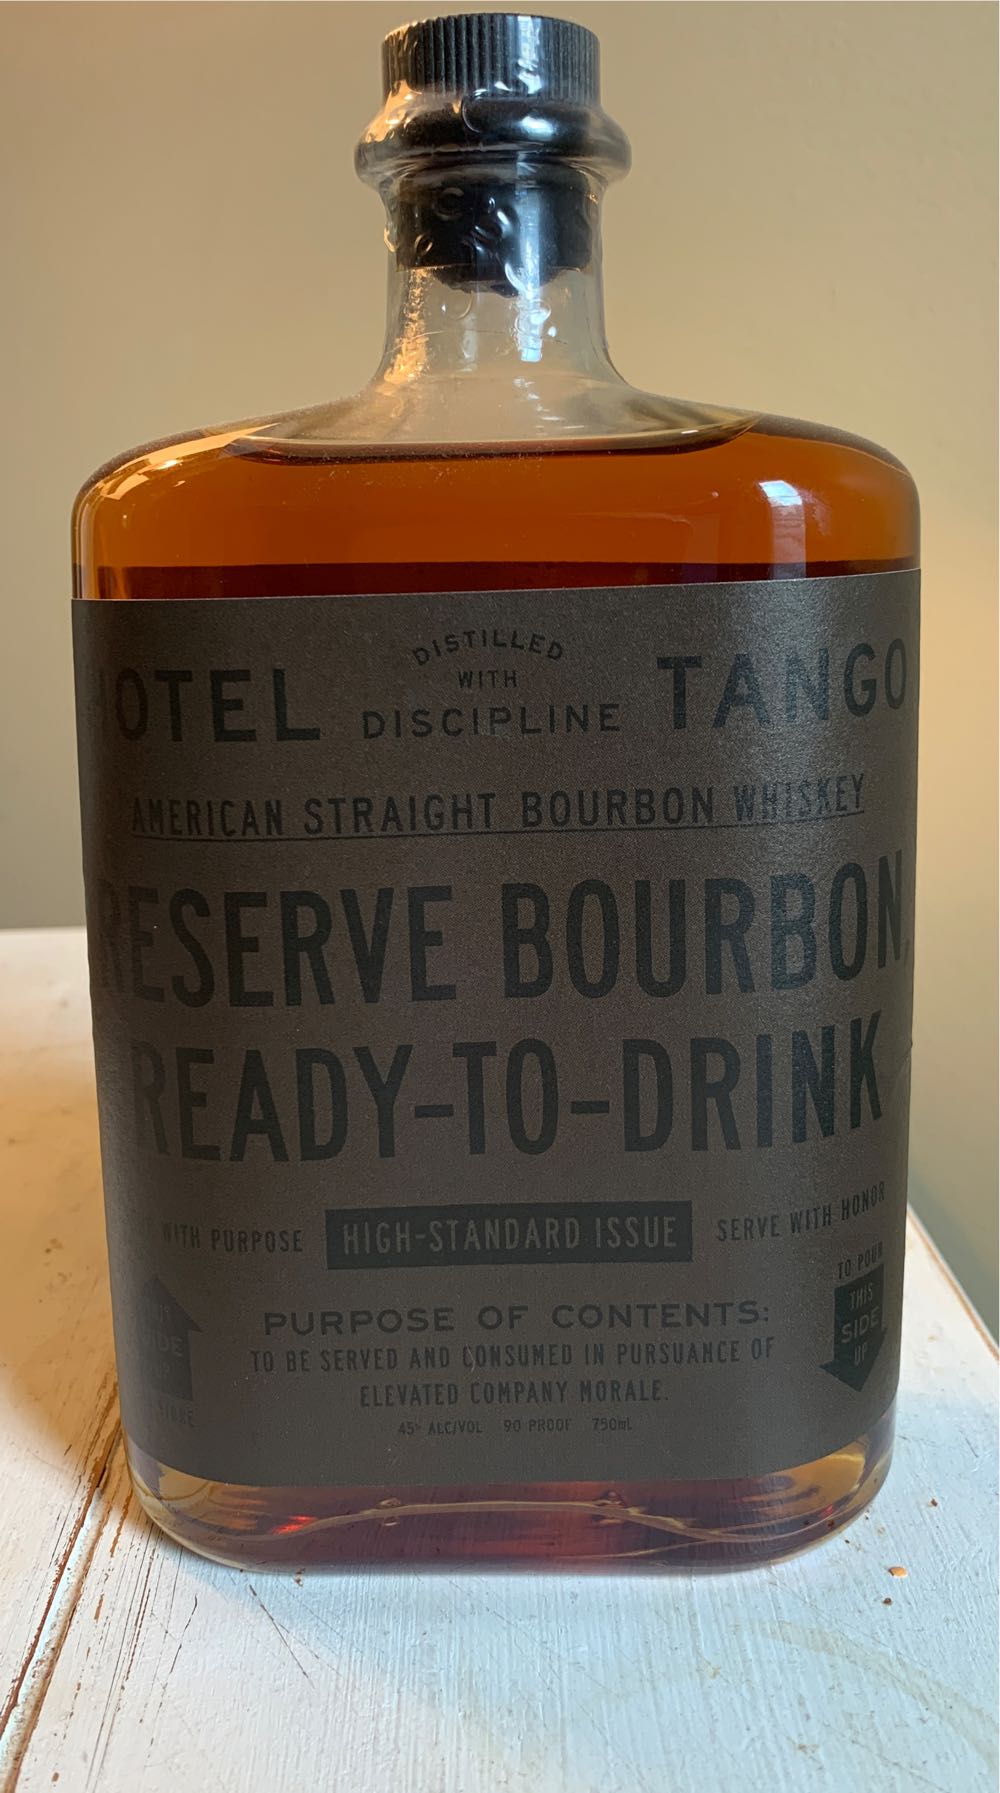 DISTILLED
WITH
OTEL DISCIPLINE TANGO
AMERICAN STRAIGHT BOURBON WHISKEY
RESERVE BOURBON,
READY-TO-DRINK
WITH PURPOSE HIGH-STANDARD ISSUE SERVE WITH HONOR
TO POUR
THIS
SIDE
UP
PURPOSE OF CONTENTS:
TO BE SERVED AND CONSUMED IN PURSUANCE OF
ELEVATED COMPANY MORALE.
45% ALC/VOL 90 PROOF 750mL